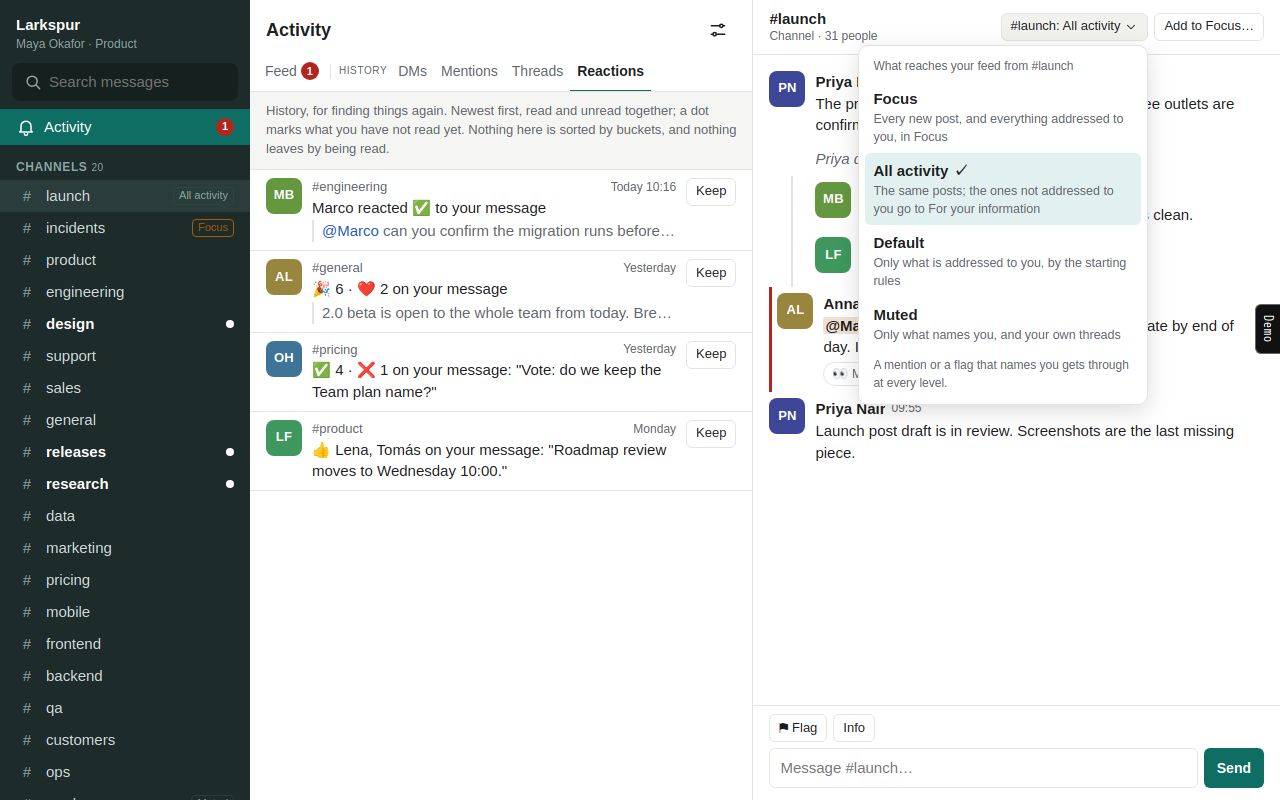 Larkspur
Maya Okafor · Product
Search messages
Activity
1
CHANNELS 20
# launch All activity
# incidents Focus
# product
# engineering
# design
# support
# sales
# general
# releases
# research
# data
# marketing
# pricing
# mobile
# frontend
# backend
# qa
# customers
# ops
Activity
Feed 1
HISTORY
DMs
Mentions
Threads
Reactions
History, for finding things again. Newest first, read and unread together; a dot
marks what you have not read yet. Nothing here is sorted by buckets, and nothing
leaves by being read.
MB
#engineering
Today 10:16
Keep
Marco reacted ✅ to your message
@Marco can you confirm the migration runs before…
AL
#general
Yesterday
Keep
🎉 6 · ❤️ 2 on your message
2.0 beta is open to the whole team from today. Bre…
OH
#pricing
Yesterday
Keep
✅ 4 · ❌ 1 on your message: "Vote: do we keep the
Team plan name?"
LF
#product
Monday
Keep
👍 Lena, Tomás on your message: "Roadmap review
moves to Wednesday 10:00."
#launch
Channel · 31 people
#launch: All activity
Add to Focus…
What reaches your feed from #launch
Focus
Every new post, and everything addressed to
you, in Focus
All activity ✓
The same posts; the ones not addressed to
you go to For your information
Default
Only what is addressed to you, by the starting
rules
Muted
Only what names you, and your own threads
A mention or a flag that names you gets through
at every level.
PN
Priya
The
outlets are
Priya
MB
clean.
LF
AL
by end of
day.
👀
PN
Priya Nair 09:55
Launch post draft is in review. Screenshots are the last missing
piece.
Demo
Flag
Info
Message #launch…
Send